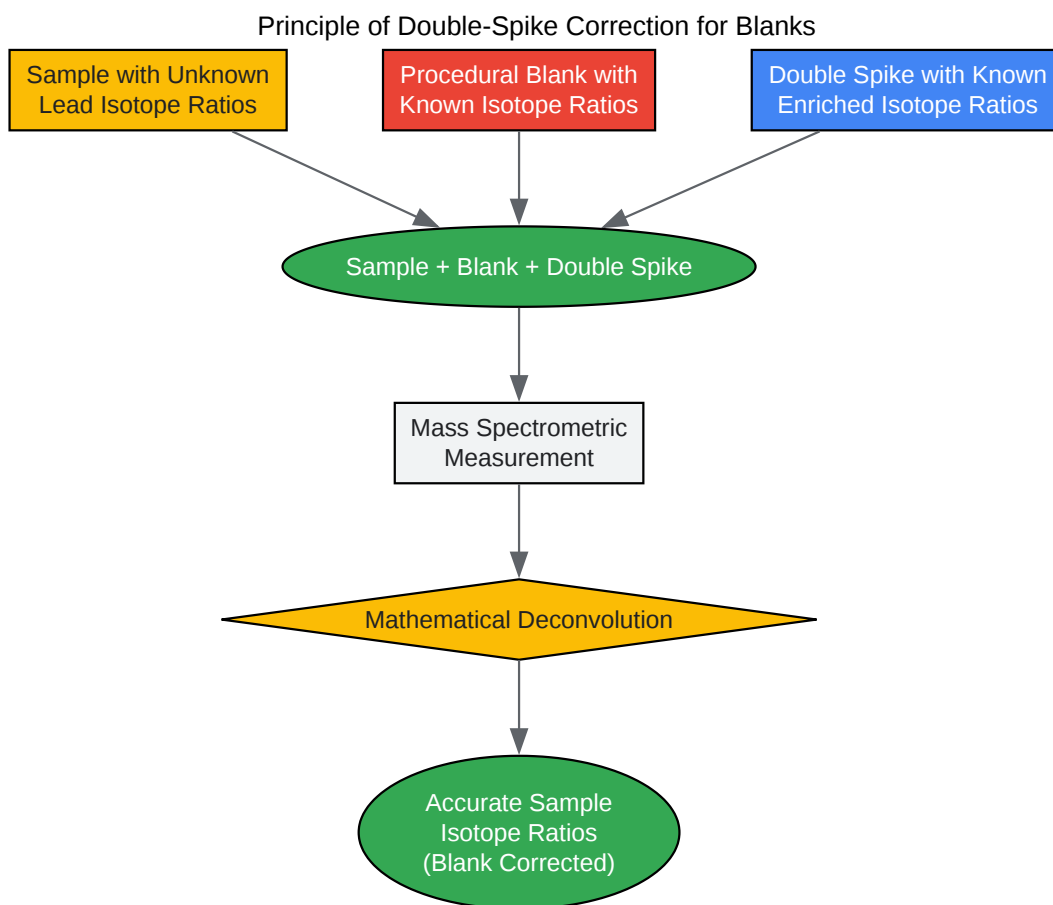 Principle of Double-Spike Correction for Blanks
Sample with Unknown
Lead Isotope Ratios
Procedural Blank with
Known Isotope Ratios
Double Spike with Known
Enriched Isotope Ratios
Sample + Blank + Double Spike
Mass Spectrometric
Measurement
Mathematical Deconvolution
Accurate Sample
Isotope Ratios
(Blank Corrected)